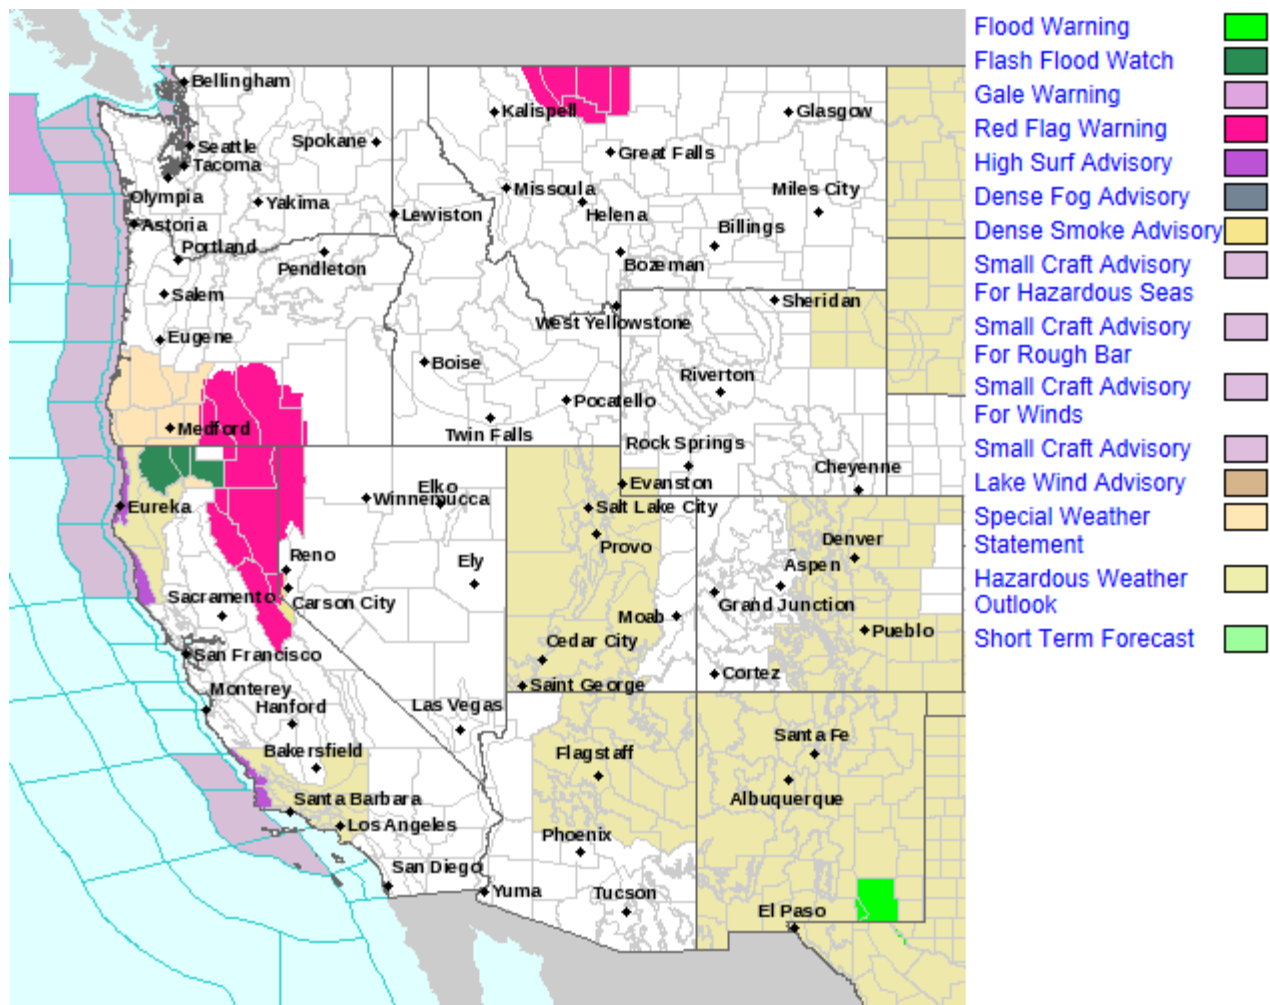 Bellingham
Seattle
Tacoma
Spokane
Olympia
Yakima
Astoria
Portland
Pendleton
Lewiston
Salem
Eugene
Medford
Kalispell
Glasgow
Great Falls
Missoula
Helena
Miles City
Billings
Bozeman
West Yellowstone
Sheridan
Boise
Pocatello
Twin Falls
Riverton
Rock Springs
Evanston
Cheyenne
Eureka
Winnemucca
Elko
Reno
Ely
Carson City
Sacramento
San Francisco
Monterey
Hanford
Bakersfield
Las Vegas
Santa Barbara
Los Angeles
San Diego
Salt Lake City
Provo
Moab
Cedar City
Saint George
Denver
Aspen
Grand Junction
Pueblo
Cortez
Flagstaff
Phoenix
Yuma
Tucson
Santa Fe
Albuquerque
El Paso
Flood Warning
Flash Flood Watch
Gale Warning
Red Flag Warning
High Surf Advisory
Dense Fog Advisory
Dense Smoke Advisory
Small Craft Advisory
For Hazardous Seas
Small Craft Advisory
For Rough Bar
Small Craft Advisory
For Winds
Small Craft Advisory
Lake Wind Advisory
Special Weather
Statement
Hazardous Weather
Outlook
Short Term Forecast